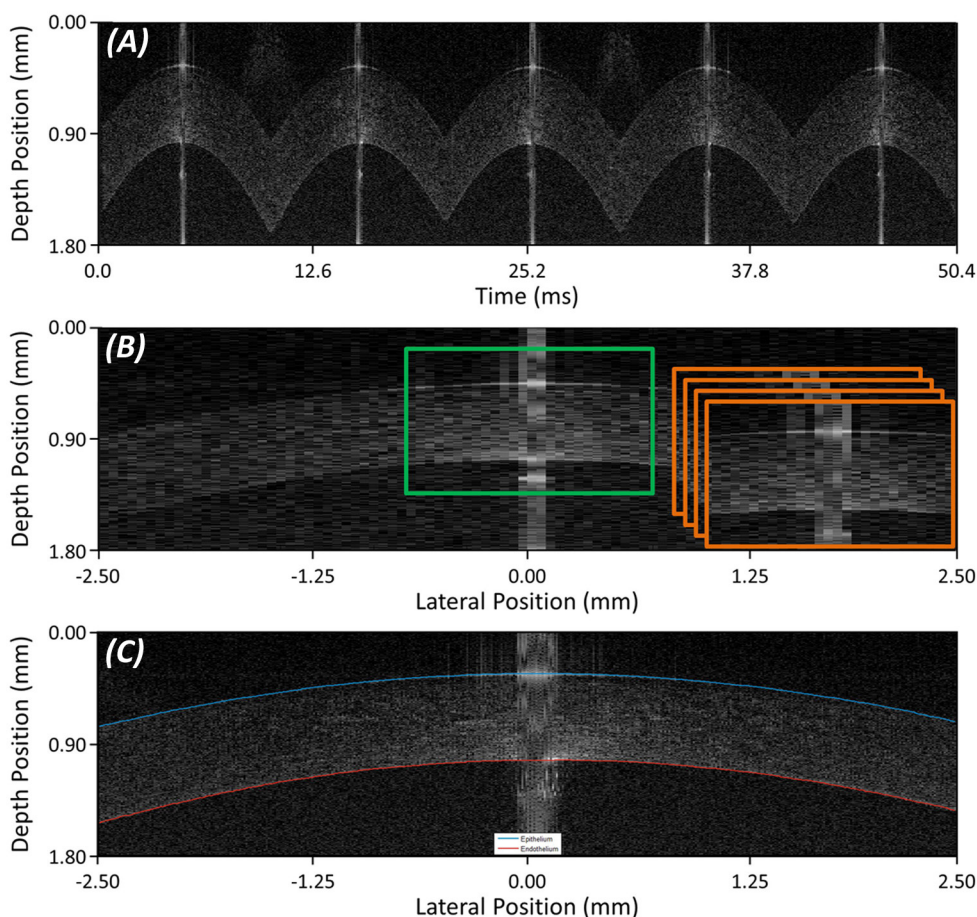 (A)
Depth Position (mm)
0.00
0.90
1.80
0.0 12.6 25.2 37.8 50.4
Time (ms)
(B)
Depth Position (mm)
0.00
0.90
1.80
-2.50 -1.25 0.00 1.25 2.50
Lateral Position (mm)
(C)
Depth Position (mm)
0.00
0.90
1.80
Epithelium
Endothelium
-2.50 -1.25 0.00 1.25 2.50
Lateral Position (mm)